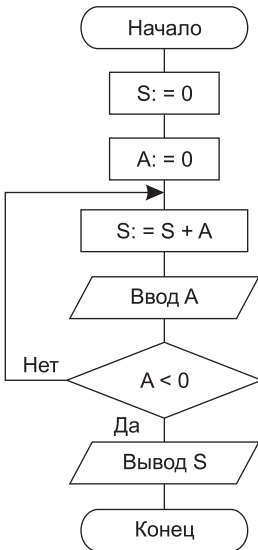 Начало
S: = 0
A: = 0
S: = S + A
Ввод A
Нет
A < 0
Да
Вывод S
Конец